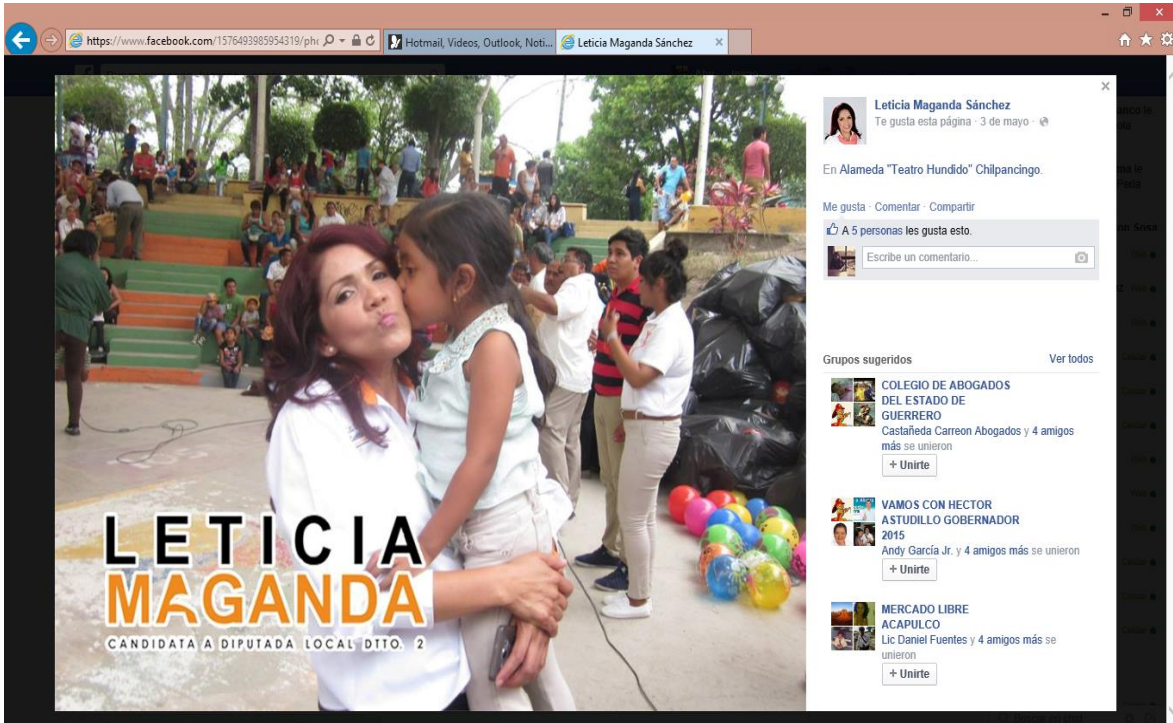 https://www.facebook.com/1576493985954319/phc
Hotmail, Videos, Outlook, Noti...
Leticia Maganda Sánchez
LETICIA
MAGANDA
CANDIDATA A DIPUTADA LOCAL DTTO. 2
Leticia Maganda Sánchez
Te gusta esta página · 3 de mayo ·
En Alameda "Teatro Hundido" Chilpancingo.
Me gusta · Comentar · Compartir
A 5 personas les gusta esto.
Escribe un comentario...
Grupos sugeridos
Ver todos
COLEGIO DE ABOGADOS
DEL ESTADO DE
GUERRERO
Castañeda Carreon Abogados y 4 amigos
más se unieron
+ Unirte
VAMOS CON HECTOR
ASTUDILLO GOBERNADOR
2015
Andy García Jr. y 4 amigos más se unieron
+ Unirte
MERCADO LIBRE
ACAPULCO
Lic Daniel Fuentes y 4 amigos más se
unieron
+ Unirte